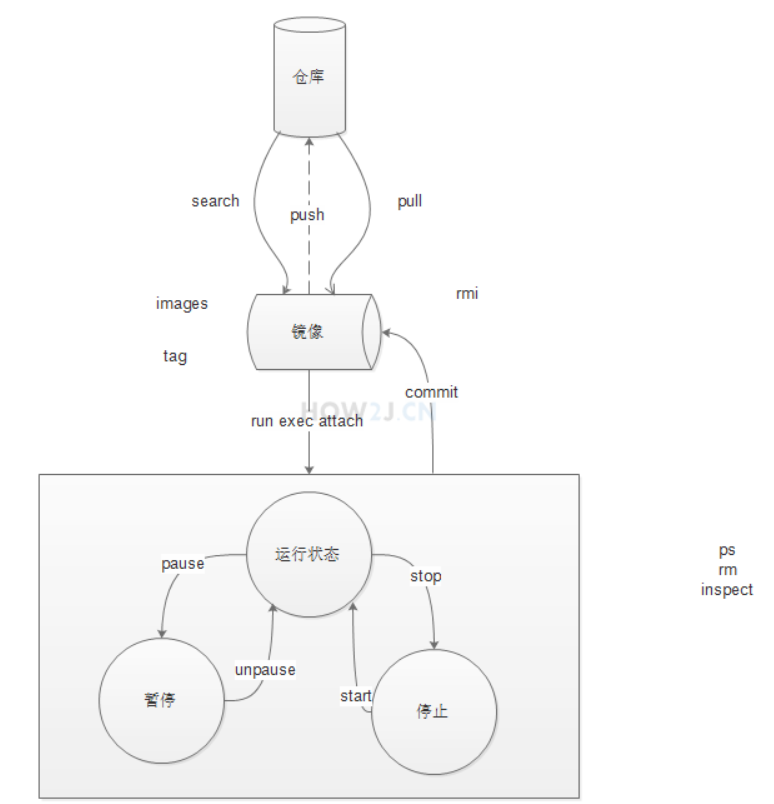 仓库
search
push
pull
images
rmi
镜像
tag
commit
HOW2J.CN
run exec attach
运行状态
pause
stop
ps
rm
inspect
unpause
start
暂停
停止